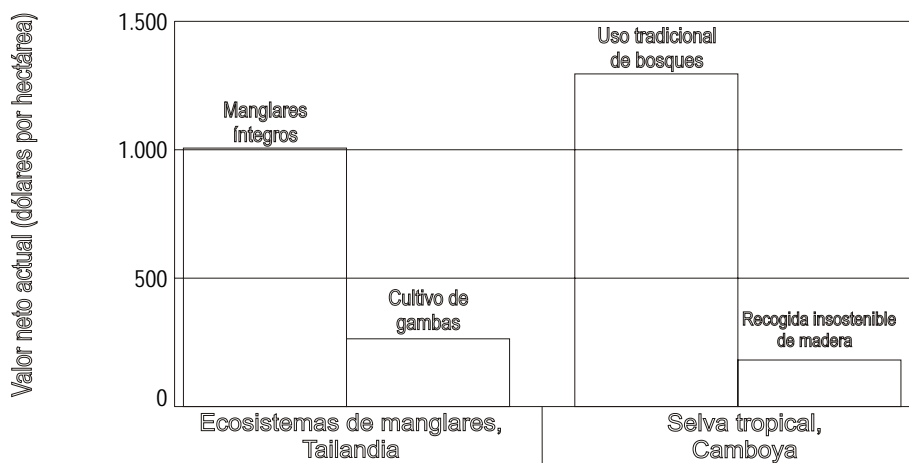 Valor neto actual (dólares por hectárea)
1.500
1.000
500
0
Manglares
íntegros
Cultivo de
gambas
Uso tradicional
de bosques
Recogida insostenible
de madera
Ecosistemas de manglares,
Tailandia
Selva tropical,
Camboya